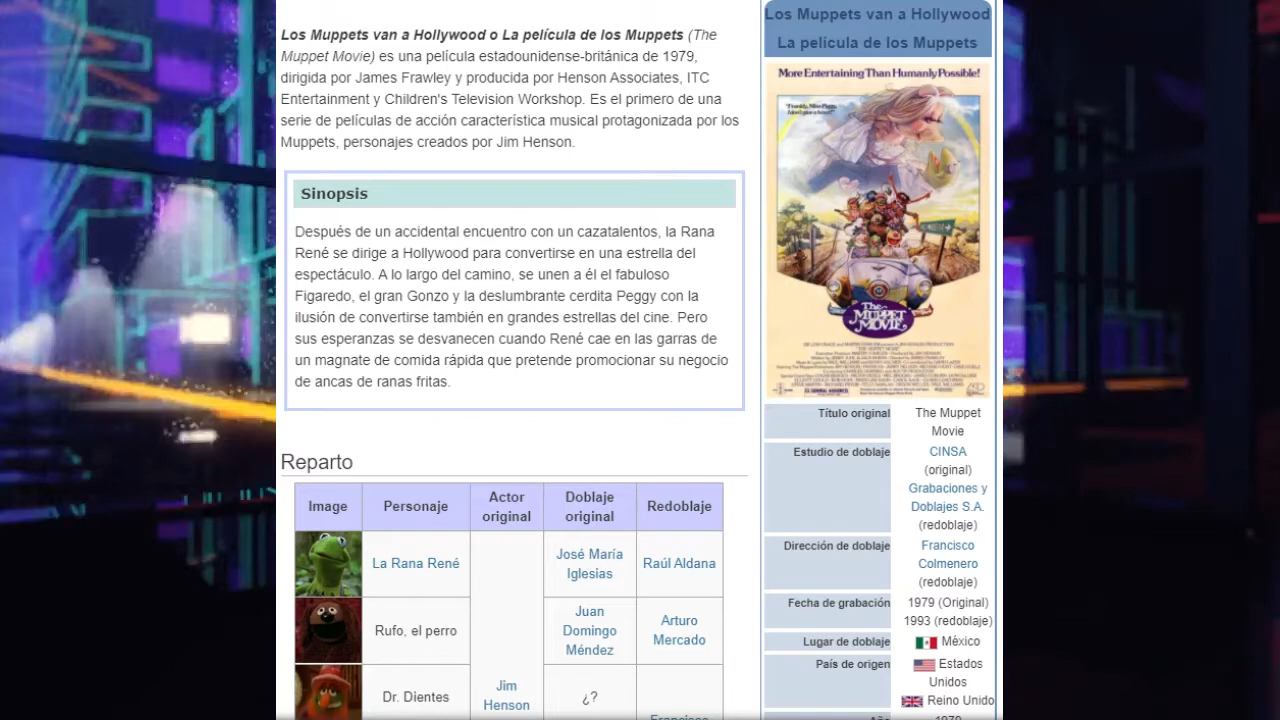 Los Muppets van a Hollywood o La película de los Muppets (The
Muppet Movie) es una película estadounidense-británica de 1979,
dirigida por James Frawley y producida por Henson Associates, ITC
Entertainment y Children's Television Workshop. Es el primero de una
serie de películas de acción característica musical protagonizada por los
Muppets, personajes creados por Jim Henson.
Sinopsis
Después de un accidental encuentro con un cazatalentos, la Rana
René se dirige a Hollywood para convertirse en una estrella del
espectáculo. A lo largo del camino, se unen a él el fabuloso
Figaredo, el gran Gonzo y la deslumbrante cerdita Peggy con la
ilusión de convertirse también en grandes estrellas del cine. Pero
sus esperanzas se desvanecen cuando René cae en las garras de
un magnate de comida rápida que pretende promocionar su negocio
de ancas de ranas fritas.
Reparto
Image Personaje Actor original Doblaje original Redoblaje
La Rana René José María Iglesias Raúl Aldana
Rufo, el perro Juan Domingo Méndez Arturo Mercado
Dr. Dientes Jim Henson ¿?
Francisco
Los Muppets van a Hollywood
La película de los Muppets
More Entertaining Than Humanly Possible!
The
MUPPET
MOVIE
Título original The Muppet
Movie
Estudio de doblaje CINSA
(original)
Grabaciones y
Doblajes S.A.
(redoblaje)
Dirección de doblaje Francisco
Colmenero
(redoblaje)
Fecha de grabación 1979 (Original)
1993 (redoblaje)
Lugar de doblaje México
País de origen Estados
Unidos
Reino Unido
Año 1979